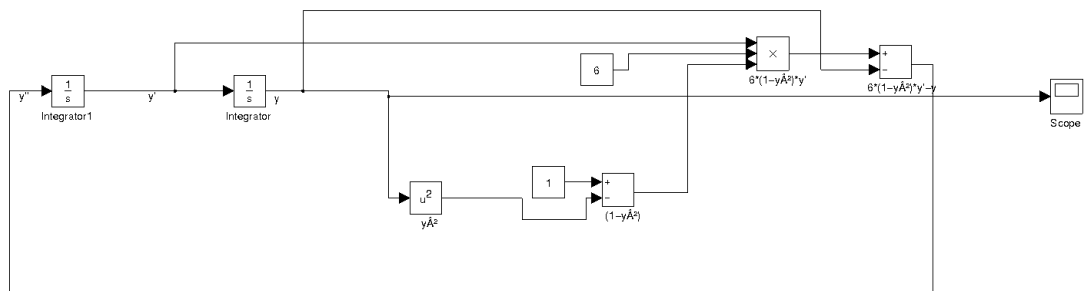 y''
1
s
Integrator1
y'
1
s
Integrator
y
6
×
6*(1−yÂ²)*y'
+
−
6*(1−yÂ²)*y'−y
Scope
u²
yÂ²
1
+
−
(1−yÂ²)